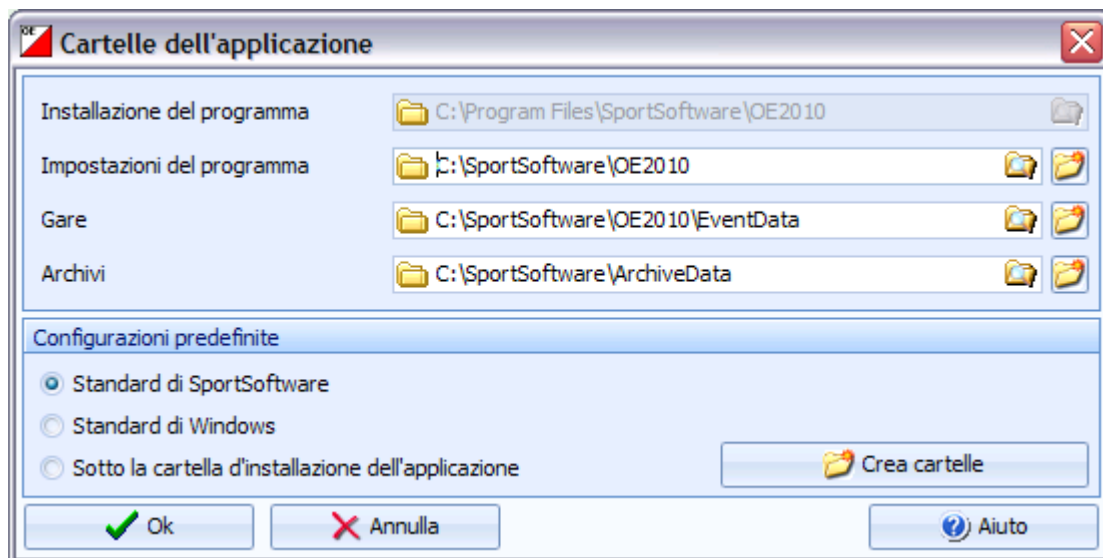 OE Cartelle dell'applicazione
Installazione del programma C:\Program Files\SportSoftware\OE2010
Impostazioni del programma C:\SportSoftware\OE2010
Gare C:\SportSoftware\OE2010\EventData
Archivi C:\SportSoftware\ArchiveData
Configurazioni predefinite
Standard di SportSoftware
Standard di Windows
Sotto la cartella d'installazione dell'applicazione Crea cartelle
Ok Annulla Aiuto